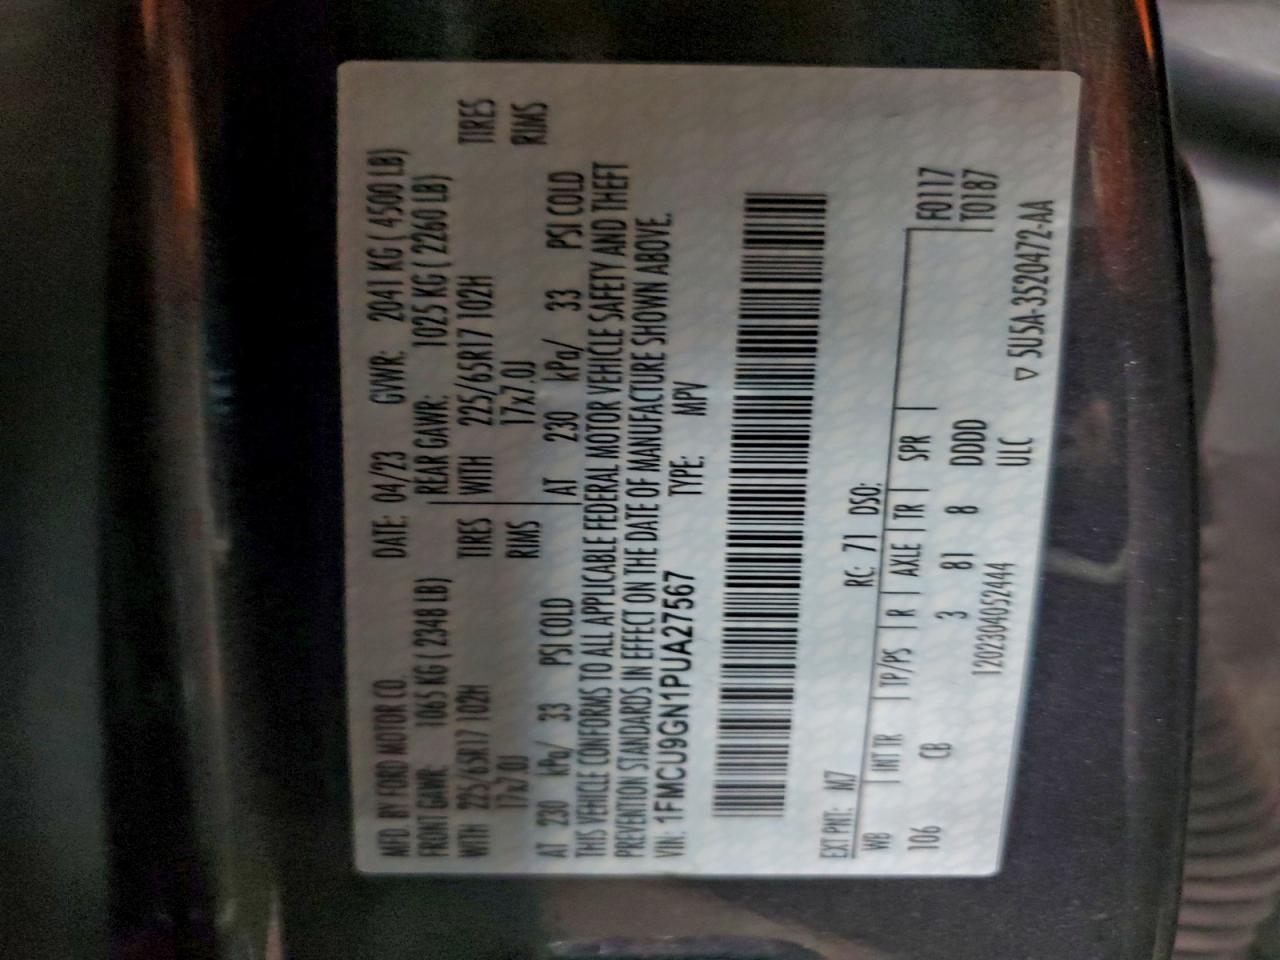 MFD. BY FORD MOTOR CO.
DATE: 04/23 GVWR: 2041 KG ( 4500 LB)
FRONT GAWR: 1065 KG ( 2348 LB) REAR GAWR: 1025 KG ( 2260 LB)
WITH 225/65R17 102H TIRES WITH 225/65R17 102H TIRES
17x7.0J RIMS 17x7.0J RIMS
AT 230 kPa/ 33 PSI COLD AT 230 kPa/ 33 PSI COLD
THIS VEHICLE CONFORMS TO ALL APPLICABLE FEDERAL MOTOR VEHICLE SAFETY AND THEFT
PREVENTION STANDARDS IN EFFECT ON THE DATE OF MANUFACTURE SHOWN ABOVE.
VIN: 1FMCU9GN1PUA27567 TYPE: MPV
EXT PNT: M7 RC: 71 DSO:
WB INT TR TP/PS R AXLE TR SPR F0117
106 CB 3 81 8 DDDD T0187
1202304052444 ULC
▽ 5U5A-3520472-AA